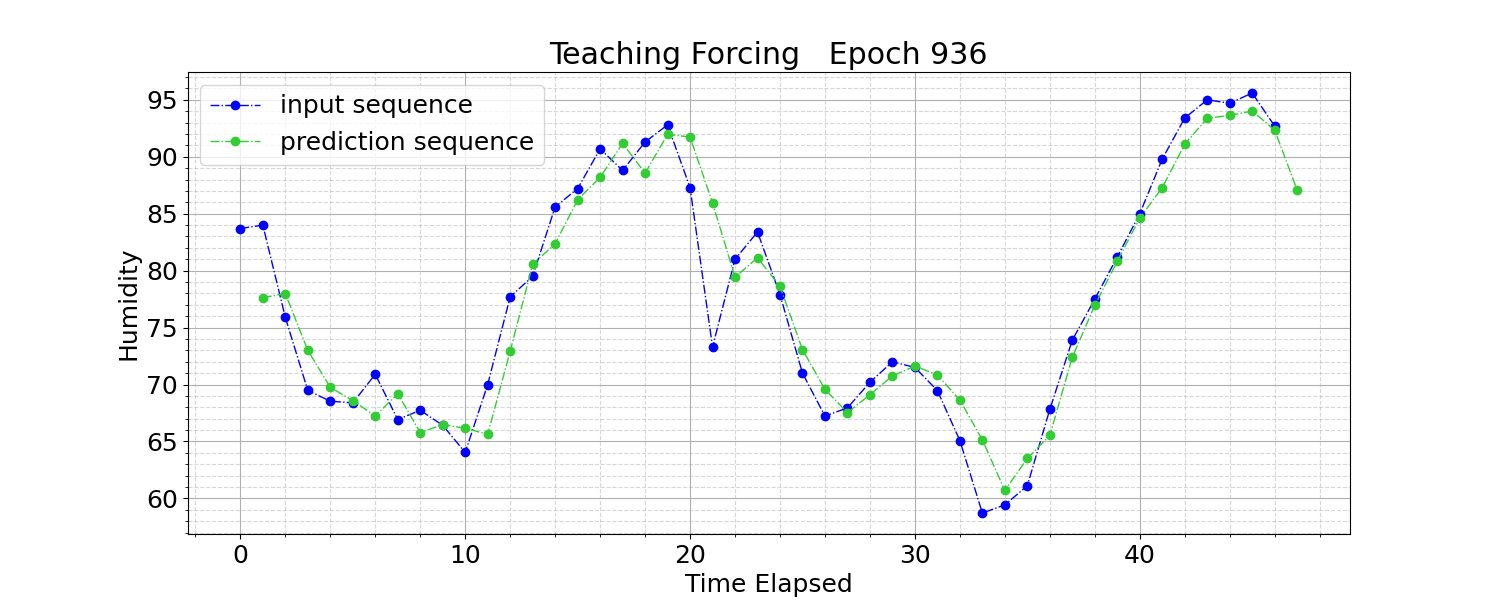 Teaching Forcing   Epoch 936
input sequence
prediction sequence
Humidity
95
90
85
80
75
70
65
60
0 10 20 30 40
Time Elapsed